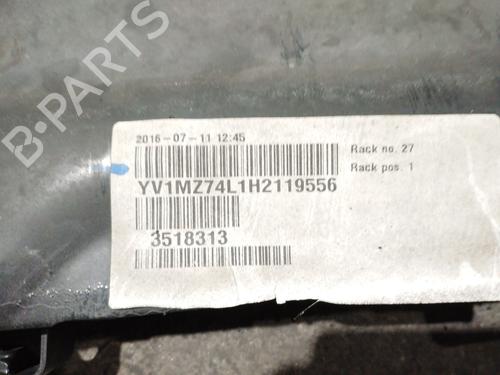 2016-07-11 12:45
Rack no. 27
Rack pos. 1
YV1MZ74L1H2119556
3518313
B-PARTS